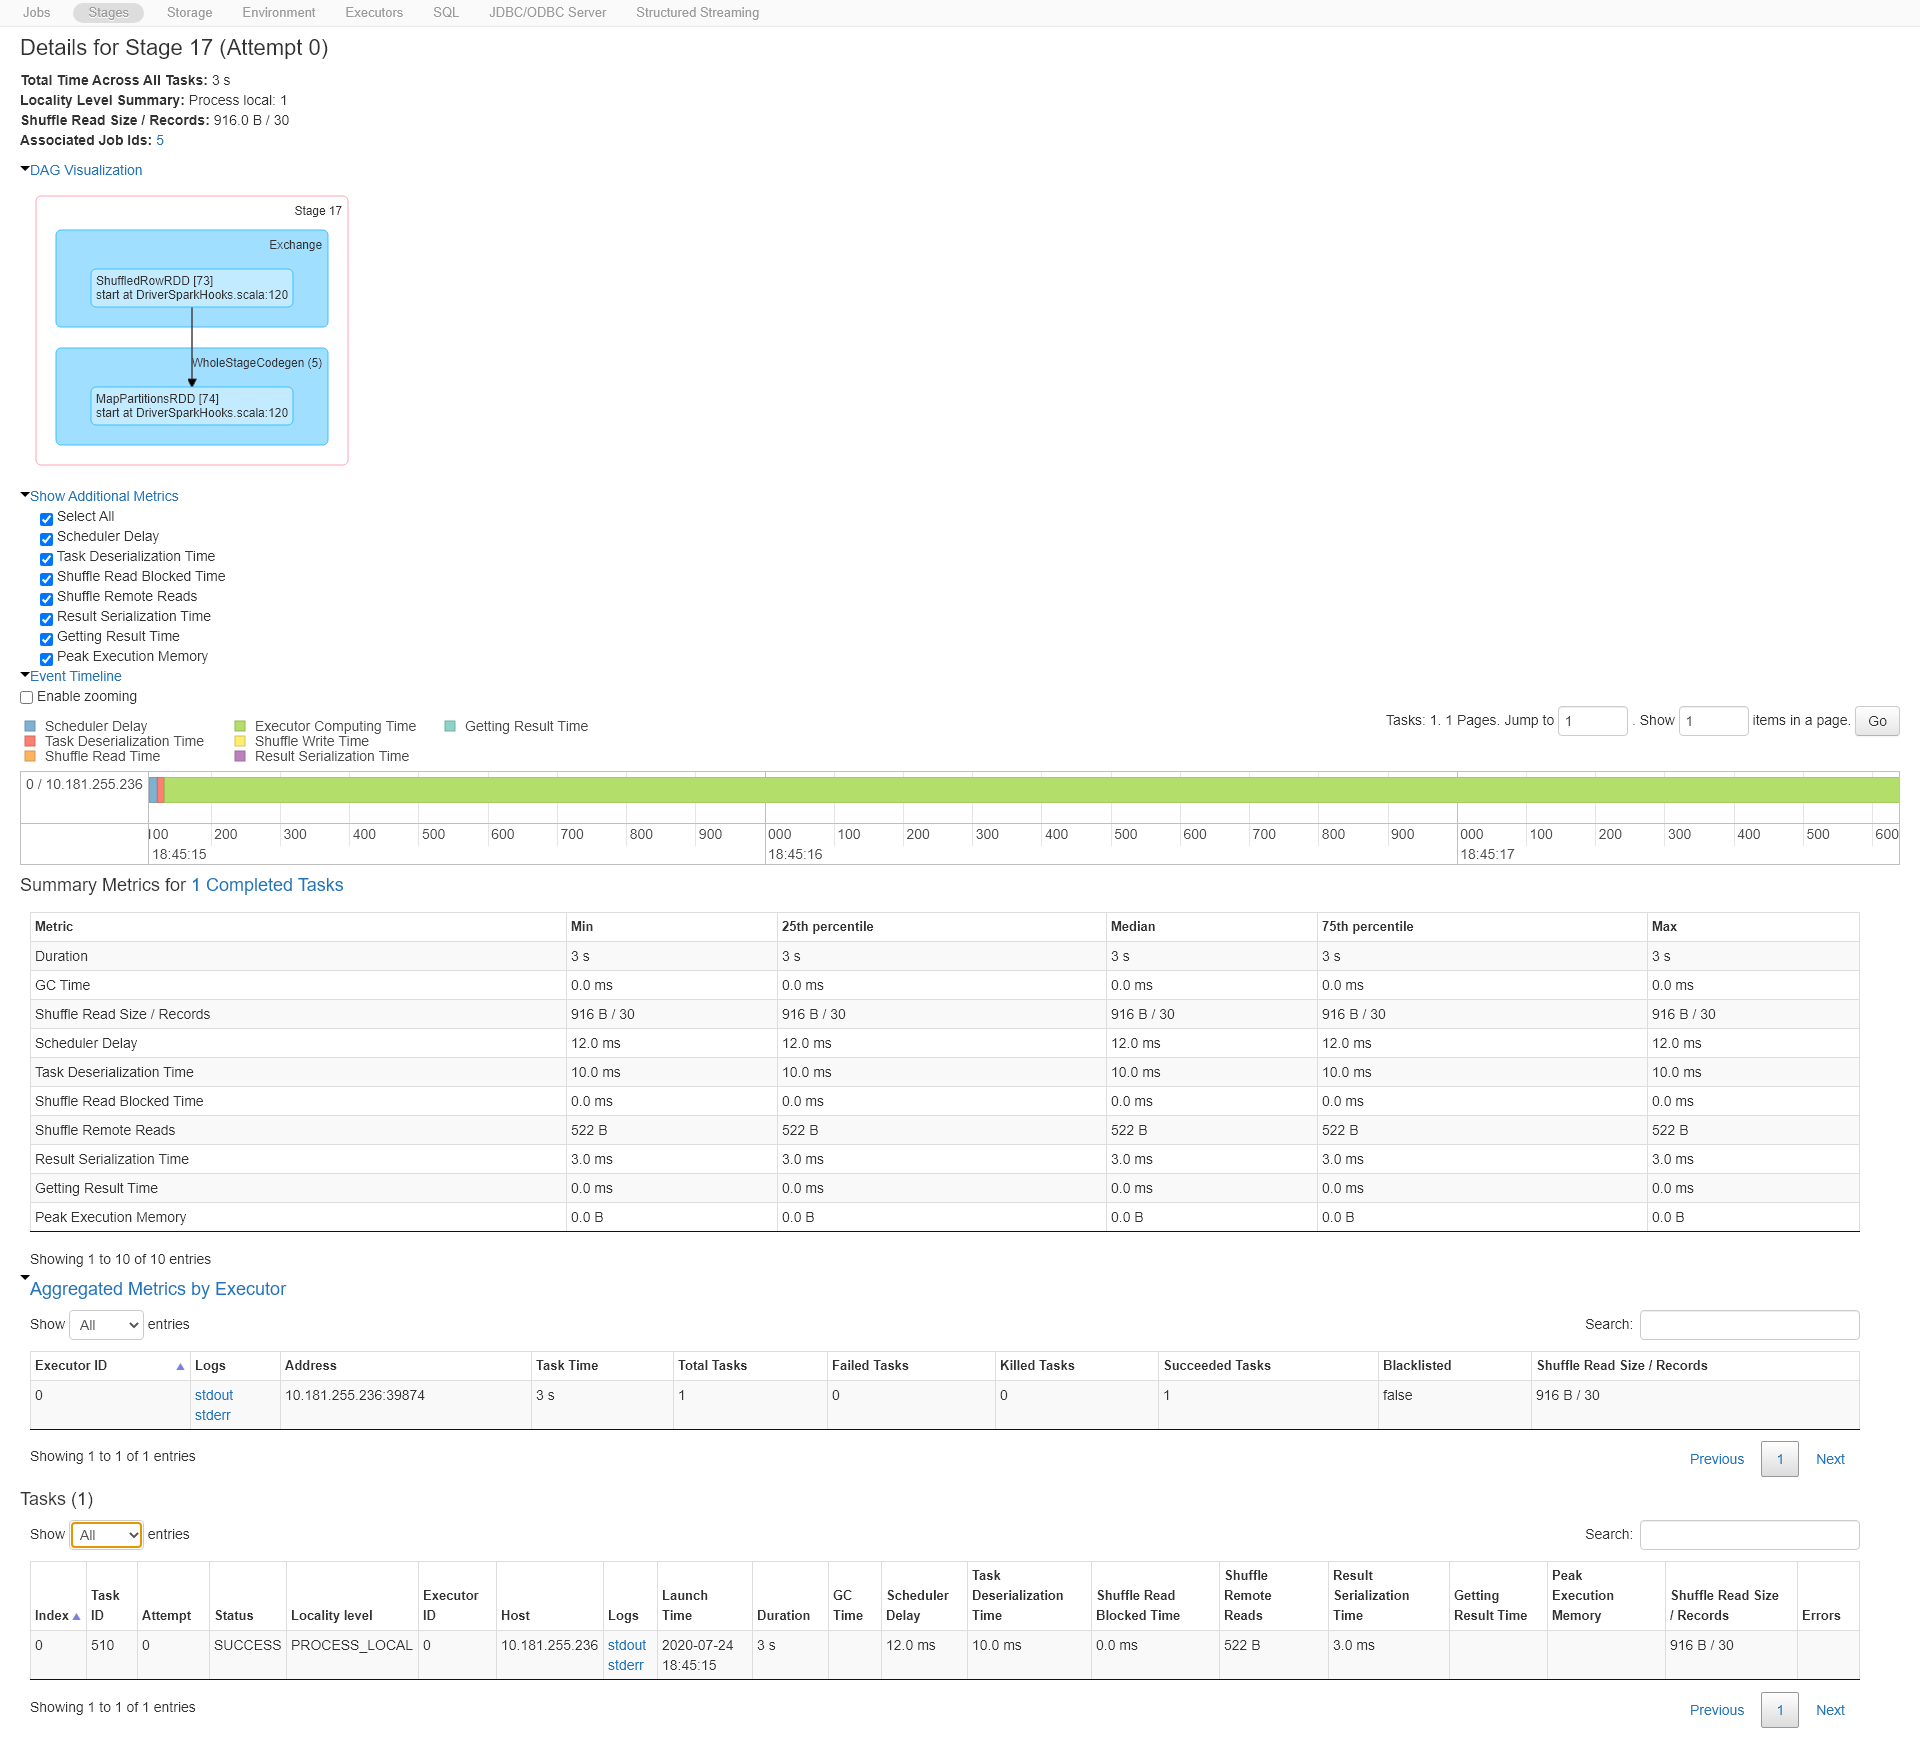 Jobs Stages Storage Environment Executors SQL JDBC/ODBC Server Structured Streaming
Details for Stage 17 (Attempt 0)
Total Time Across All Tasks: 3 s
Locality Level Summary: Process local: 1
Shuffle Read Size / Records: 916.0 B / 30
Associated Job Ids: 5
DAG Visualization
Stage 17
Exchange
ShuffledRowRDD [73]
start at DriverSparkHooks.scala:120
WholeStageCodegen (5)
MapPartitionsRDD [74]
start at DriverSparkHooks.scala:120
Show Additional Metrics
Select All
Scheduler Delay
Task Deserialization Time
Shuffle Read Blocked Time
Shuffle Remote Reads
Result Serialization Time
Getting Result Time
Peak Execution Memory
Event Timeline
Enable zooming
Tasks: 1. 1 Pages. Jump to 1 . Show 1 items in a page. Go
Scheduler Delay Executor Computing Time Getting Result Time
Task Deserialization Time Shuffle Write Time
Shuffle Read Time Result Serialization Time
0 / 10.181.255.236
100 200 300 400 500 600 700 800 900 000 100 200 300 400 500 600 700 800 900 000 100 200 300 400 500 600
18:45:15 18:45:16 18:45:17
Summary Metrics for 1 Completed Tasks
Metric Min 25th percentile Median 75th percentile Max
Duration 3 s 3 s 3 s 3 s 3 s
GC Time 0.0 ms 0.0 ms 0.0 ms 0.0 ms 0.0 ms
Shuffle Read Size / Records 916 B / 30 916 B / 30 916 B / 30 916 B / 30 916 B / 30
Scheduler Delay 12.0 ms 12.0 ms 12.0 ms 12.0 ms 12.0 ms
Task Deserialization Time 10.0 ms 10.0 ms 10.0 ms 10.0 ms 10.0 ms
Shuffle Read Blocked Time 0.0 ms 0.0 ms 0.0 ms 0.0 ms 0.0 ms
Shuffle Remote Reads 522 B 522 B 522 B 522 B 522 B
Result Serialization Time 3.0 ms 3.0 ms 3.0 ms 3.0 ms 3.0 ms
Getting Result Time 0.0 ms 0.0 ms 0.0 ms 0.0 ms 0.0 ms
Peak Execution Memory 0.0 B 0.0 B 0.0 B 0.0 B 0.0 B
Showing 1 to 10 of 10 entries
Aggregated Metrics by Executor
Show All entries Search:
Executor ID Logs Address Task Time Total Tasks Failed Tasks Killed Tasks Succeeded Tasks Blacklisted Shuffle Read Size / Records
0 stdout 10.181.255.236:39874 3 s 1 0 0 1 false 916 B / 30
stderr
Showing 1 to 1 of 1 entries
Previous 1 Next
Tasks (1)
Show All entries Search:
Task Shuffle Result Peak
Task Executor Launch GC Scheduler Deserialization Shuffle Read Remote Serialization Getting Execution Shuffle Read Size
Index ID Attempt Status Locality level ID Host Logs Time Duration Time Delay Time Blocked Time Reads Time Result Time Memory / Records Errors
0 510 0 SUCCESS PROCESS_LOCAL 0 10.181.255.236 stdout 2020-07-24 3 s 12.0 ms 10.0 ms 0.0 ms 522 B 3.0 ms 916 B / 30
stderr 18:45:15
Showing 1 to 1 of 1 entries
Previous 1 Next